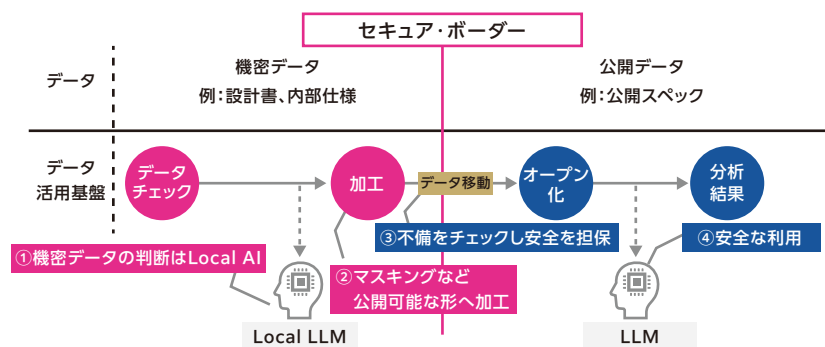 セキュア・ボーダー
データ
機密データ
例：設計書、内部仕様
公開データ
例：公開スペック
データ
活用基盤
データ
チェック
加工
データ移動
オープン
化
分析
結果
①機密データの判断はLocal AI
②マスキングなど
公開可能な形へ加工
③不備をチェックし安全を担保
④安全な利用
Local LLM
LLM